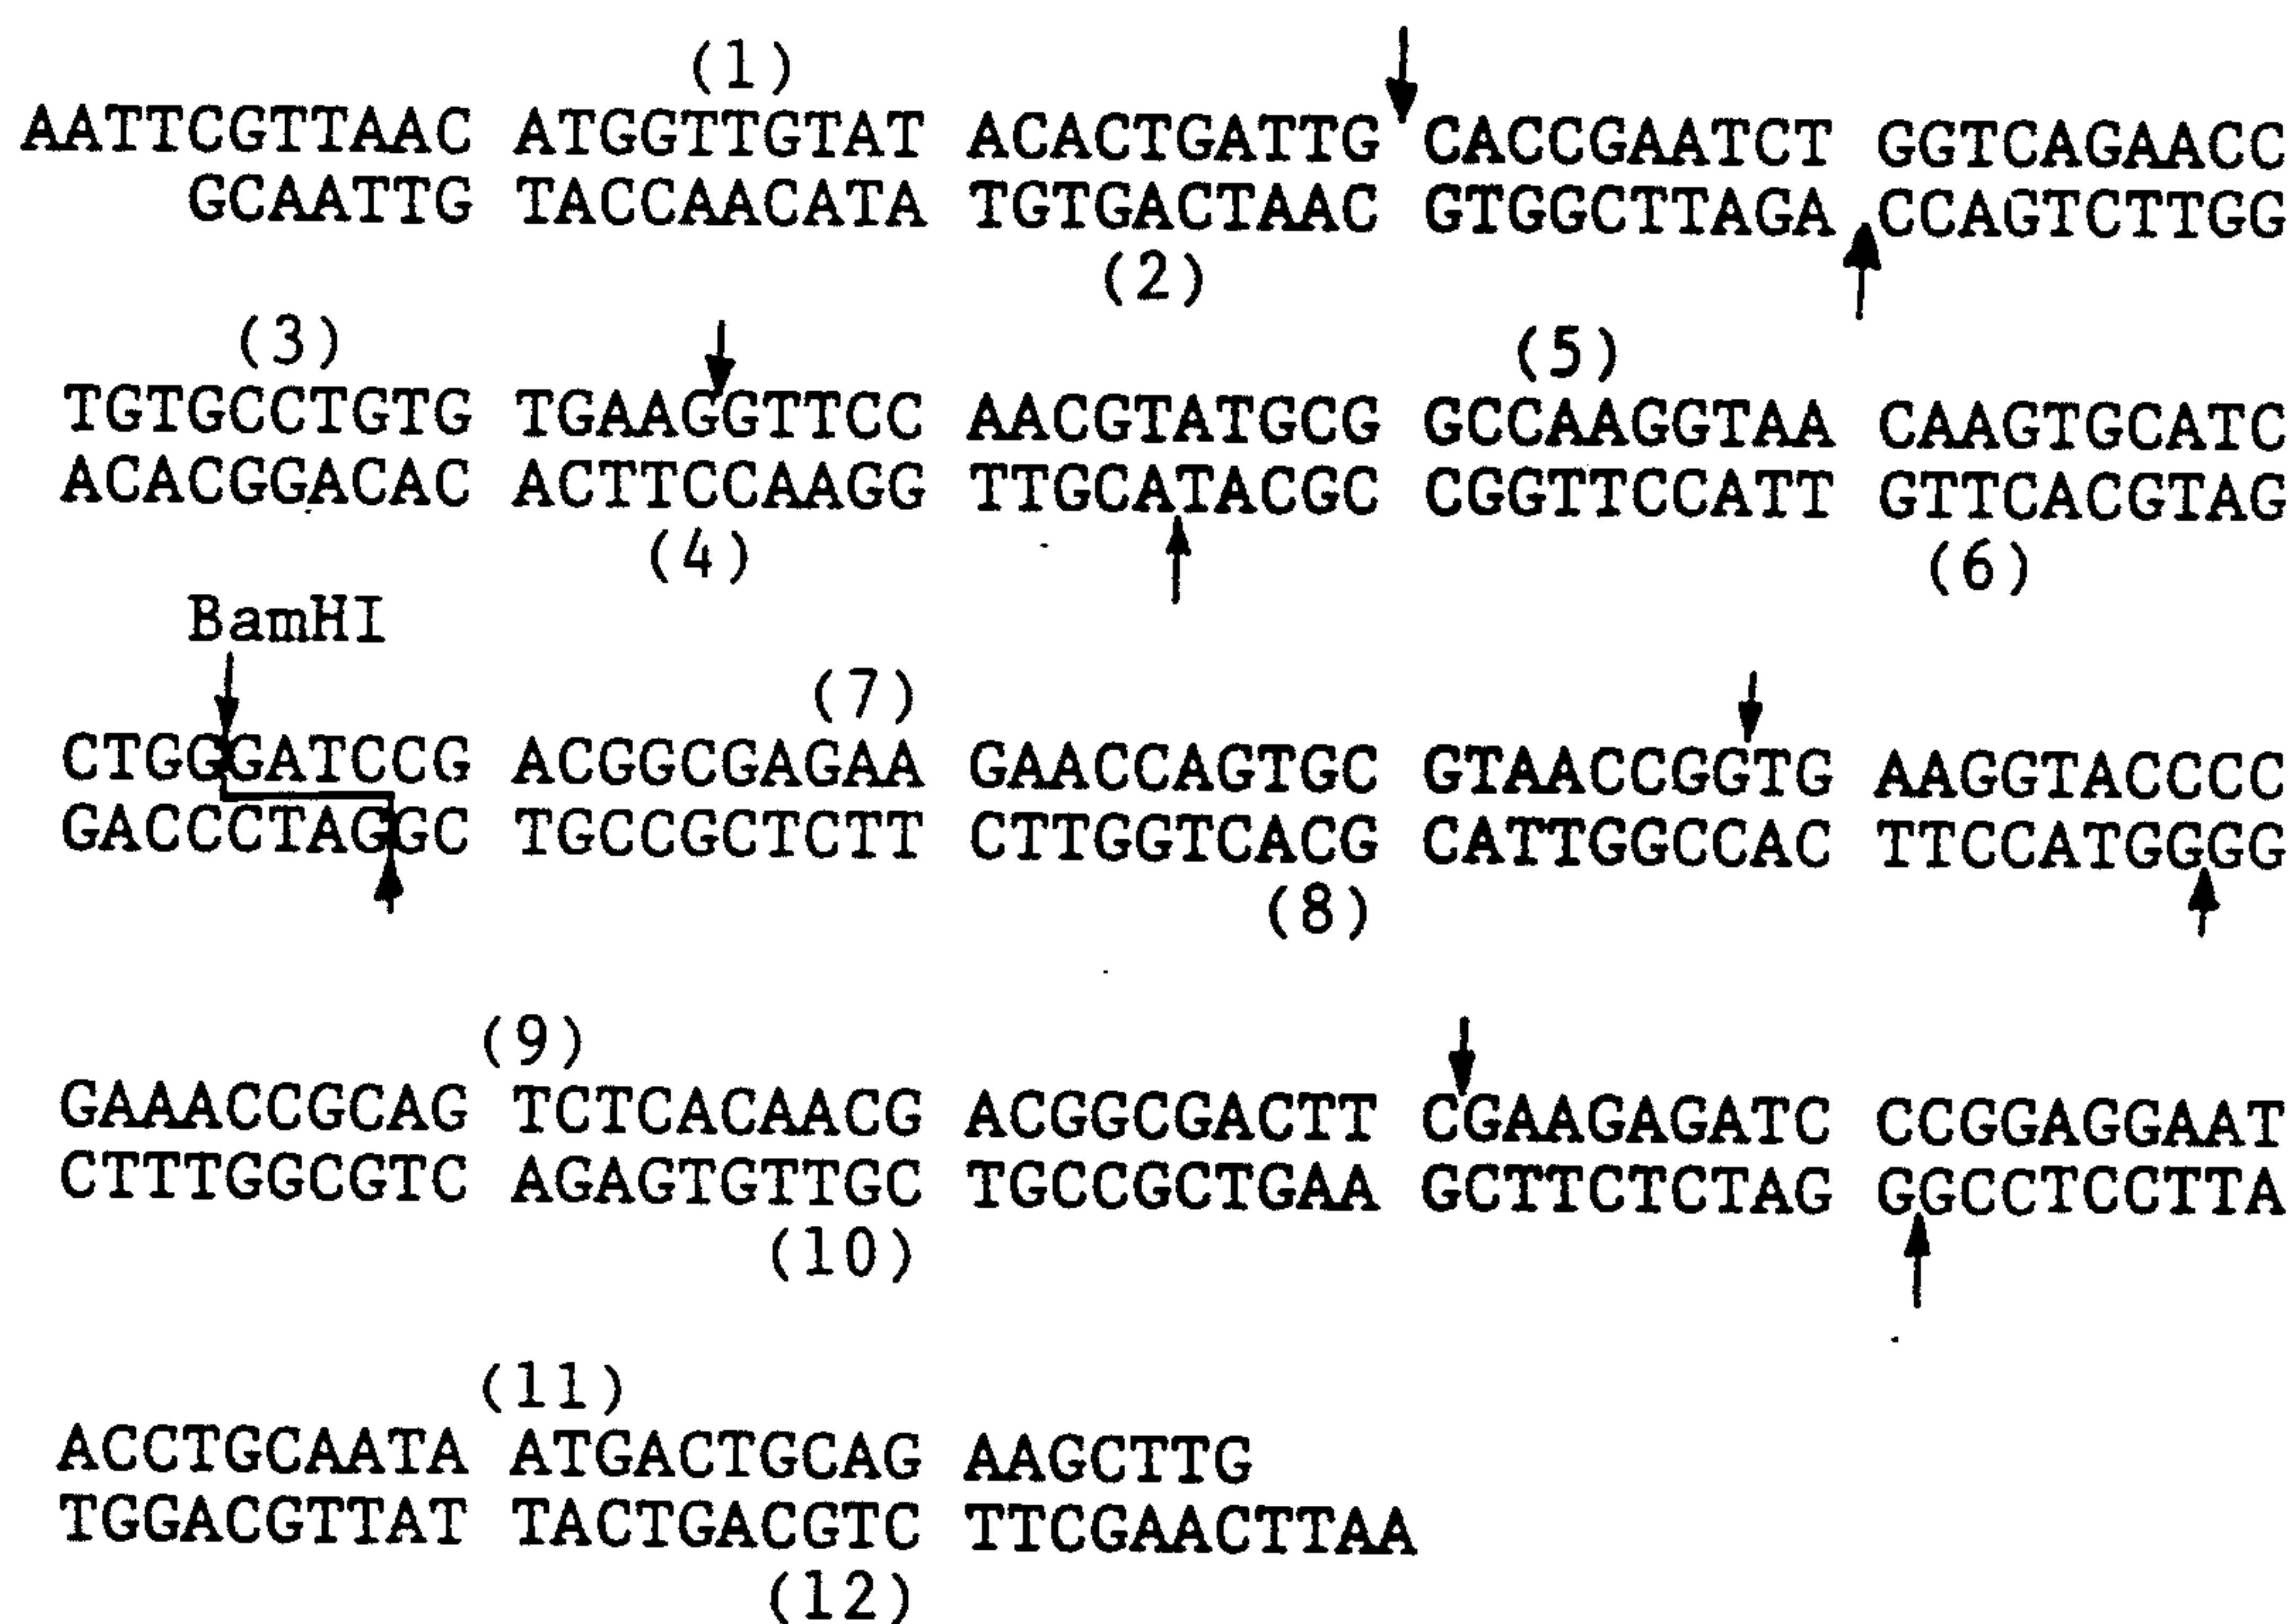 (1)
AATTCGTTAAC ATGGTTGTAT ACACTGATTG CACCGAATCT GGTCAGAACC
GCAATTG TACCAACATA TGTGACTAAC GTGGCTTAGA CCAGTCTTGG
(2)
(3) (5)
TGTGCCTGTG TGAAGGTTCC AACGTATGCG GCCAAGGTAA CAAGTGCATC
ACACGGACAC ACTTCCAAGG TTGCATACGC CGGTTCCATT GTTCACGTAG
(4) (6)
BamHI
(7)
CTGGGATCCG ACGGCGAGAA GAACCAGTGC GTAACCGGTG AAGGTACCCC
GACCCTAGGC TGCCGCTCTT CTTGGTCACG CATTGGCCAC TTCCATGGGG
(8)
(9)
GAAACCGCAG TCTCACAACG ACGGCGACTT CGAAGAGATC CCGGAGGAAT
CTTTGGCGTC AGAGTGTTGC TGCCGCTGAA GCTTCTCTAG GGCCTCCTTA
(10)
(11)
ACCTGCAATA ATGACTGCAG AAGCTTG
TGGACGTTAT TACTGACGTC TTCGAACTTAA
(12)